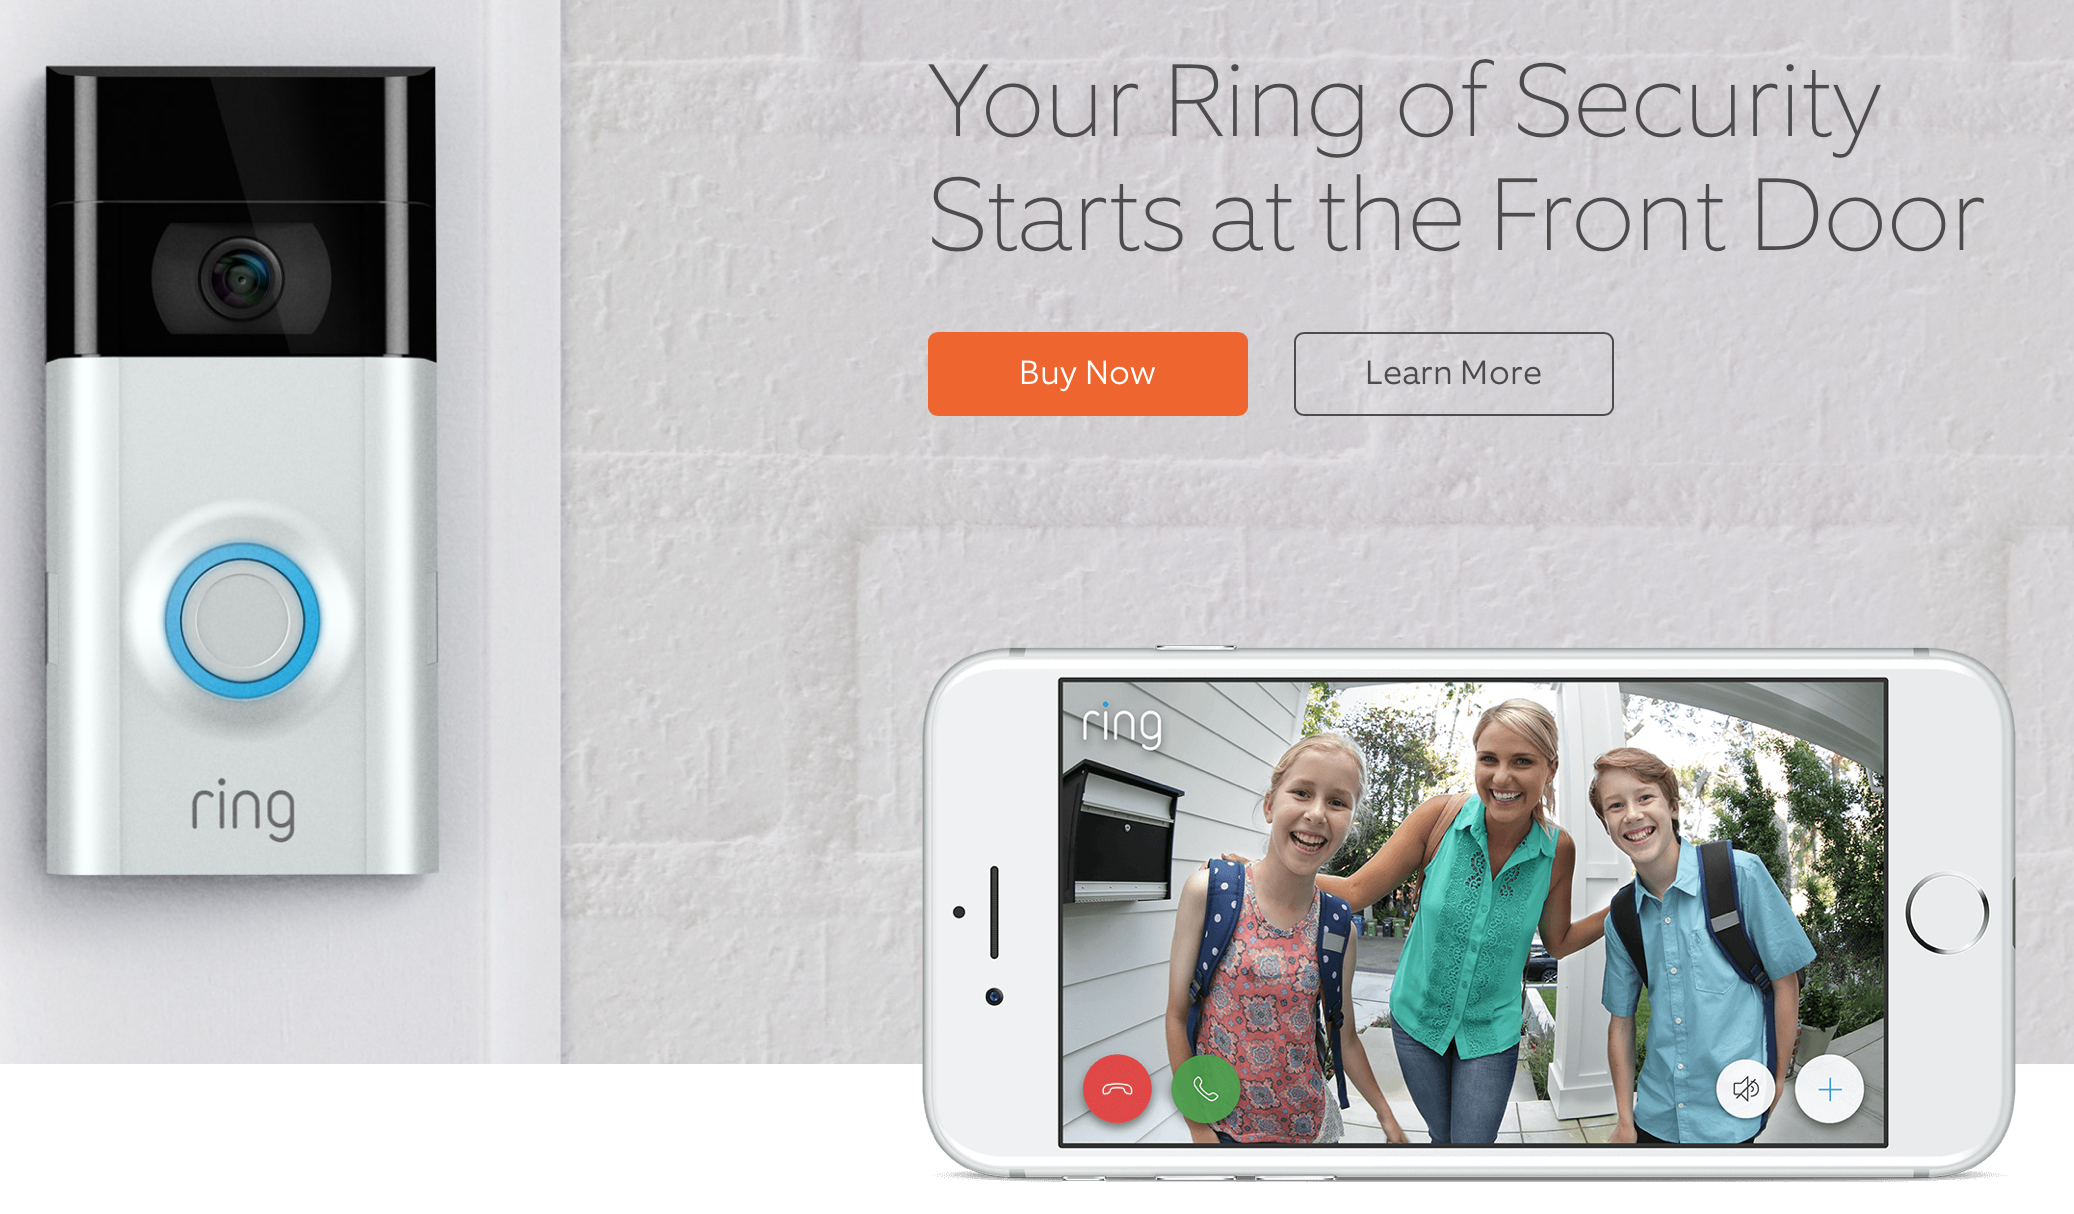 Your Ring of Security
Starts at the Front Door
Buy Now
Learn More
ring
ring